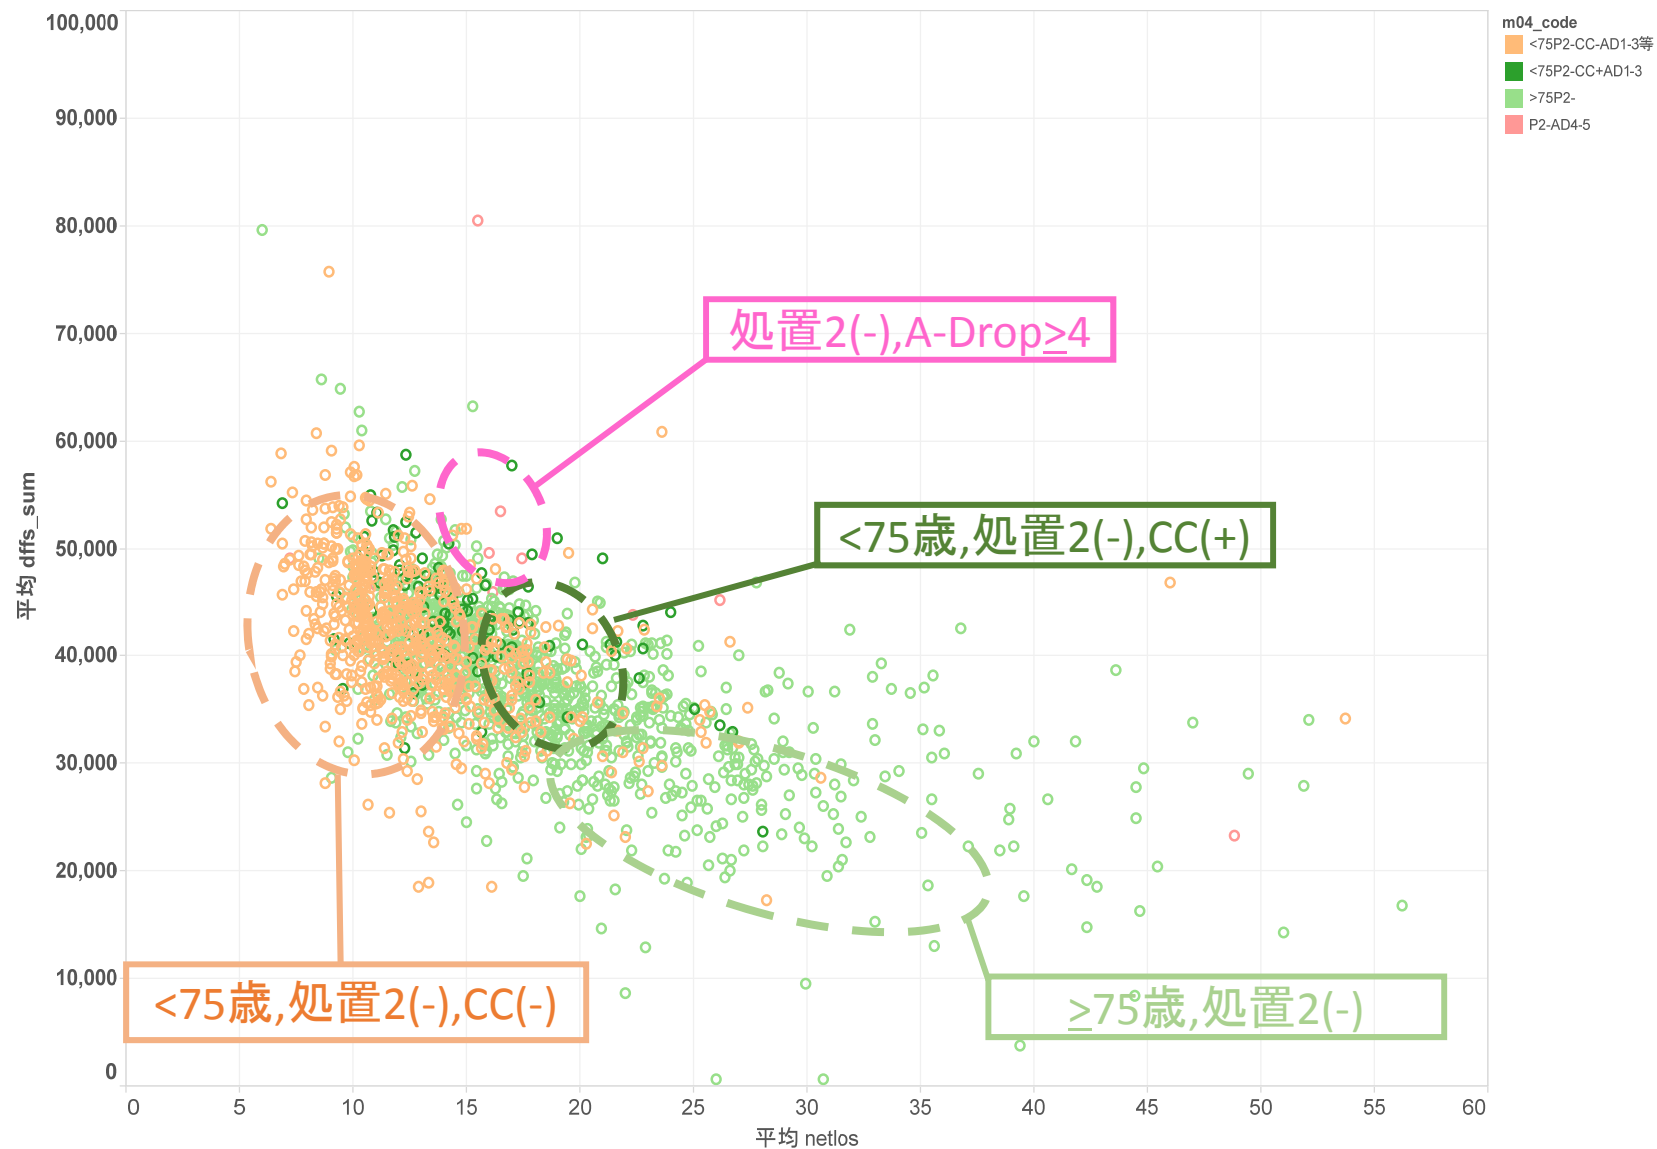 100,000
90,000
80,000
70,000
60,000
50,000
40,000
30,000
20,000
10,000
0
平均 dffs_sum
0 5 10 15 20 25 30 35 40 45 50 55 60
平均 netlos
m04_code
<75P2-CC-AD1-3等
<75P2-CC+AD1-3
>75P2-
P2-AD4-5
処置2(-),A-Drop≥4
<75歳,処置2(-),CC(+)
<75歳,処置2(-),CC(-)
≥75歳,処置2(-)